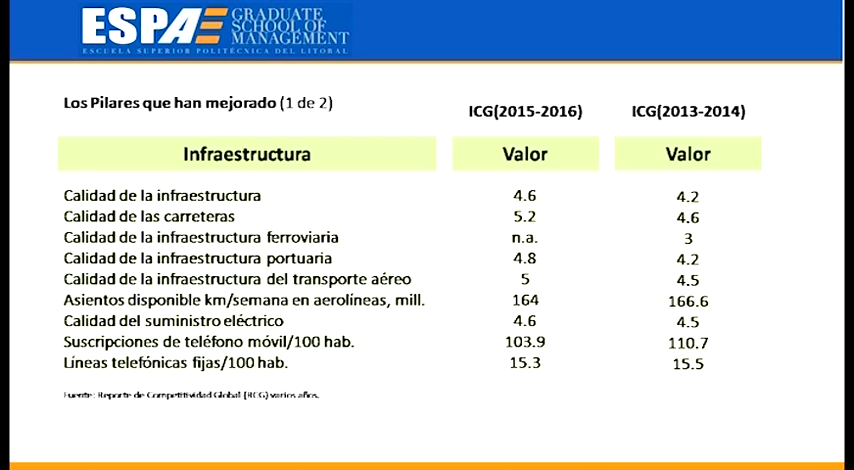 ESPAE GRADUATE SCHOOL OF MANAGEMENT
ESCUELA SUPERIOR POLITÉCNICA DEL LITORAL
Los Pilares que han mejorado (1 de 2) ICG(2015-2016) ICG(2013-2014)
Infraestructura Valor Valor
Calidad de la infraestructura 4.6 4.2
Calidad de las carreteras 5.2 4.6
Calidad de la infraestructura ferroviaria n.a. 3
Calidad de la infraestructura portuaria 4.8 4.2
Calidad de la infraestructura del transporte aéreo 5 4.5
Asientos disponible km/semana en aerolíneas, mill. 164 166.6
Calidad del suministro eléctrico 4.6 4.5
Suscripciones de teléfono móvil/100 hab. 103.9 110.7
Líneas telefónicas fijas/100 hab. 15.3 15.5
Fuente: Reporte de Competitividad Global (RCG) varios años.